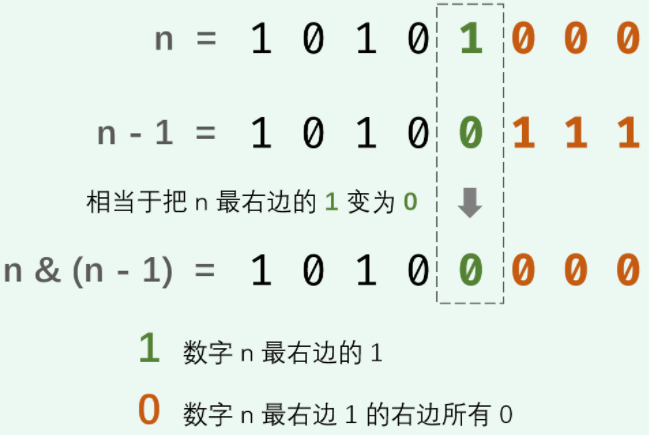 n = 1 0 1 0 1 0 0 0
n - 1 = 1 0 1 0 0 1 1 1
相当于把 n 最右边的 1 变为 0
n & (n - 1) = 1 0 1 0 0 0 0 0
1 数字 n 最右边的 1
0 数字 n 最右边 1 的右边所有 0